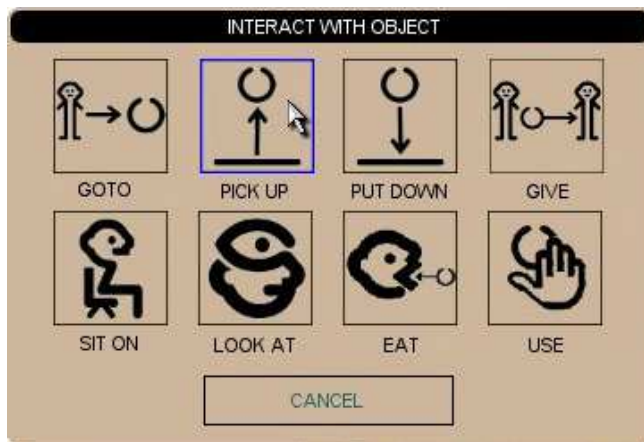 INTERACT WITH OBJECT
GOTO PICK UP PUT DOWN GIVE
SIT ON LOOK AT EAT USE
CANCEL